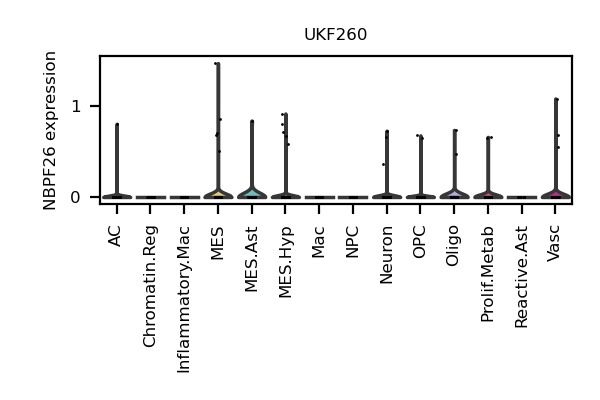 UKF260
NBPF26 expression
1
0
AC
Chromatin.Reg
Inflammatory.Mac
MES
MES.Ast
MES.Hyp
Mac
NPC
Neuron
OPC
Oligo
Prolif.Metab
Reactive.Ast
Vasc